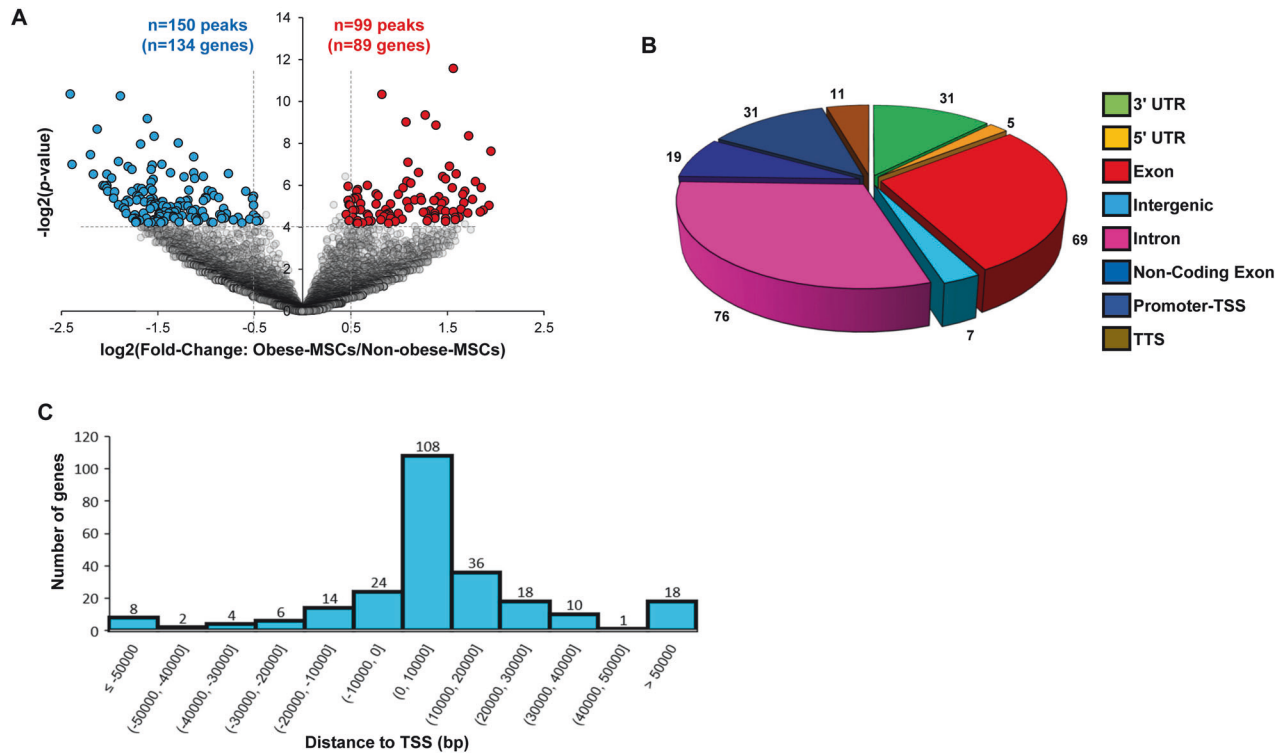 A
n=150 peaks
(n=134 genes)
n=99 peaks
(n=89 genes)
14
12
10
8
6
4
2
0
-log2(p-value)
-2.5
-1.5
-0.5
0.5
1.5
2.5
log2(Fold-Change: Obese-MSCs/Non-obese-MSCs)
B
11
31
31
5
19
69
76
7
3' UTR
5' UTR
Exon
Intergenic
Intron
Non-Coding Exon
Promoter-TSS
TTS
C
Number of genes
120
100
80
60
40
20
0
8
2
4
6
14
24
108
36
18
10
1
18
≤ -50000
(-50000, -40000]
(-40000, -30000]
(-30000, -20000]
(-20000, -10000]
(-10000, 0]
(0, 10000]
(10000, 20000]
(20000, 30000]
(30000, 40000]
(40000, 50000]
> 50000
Distance to TSS (bp)